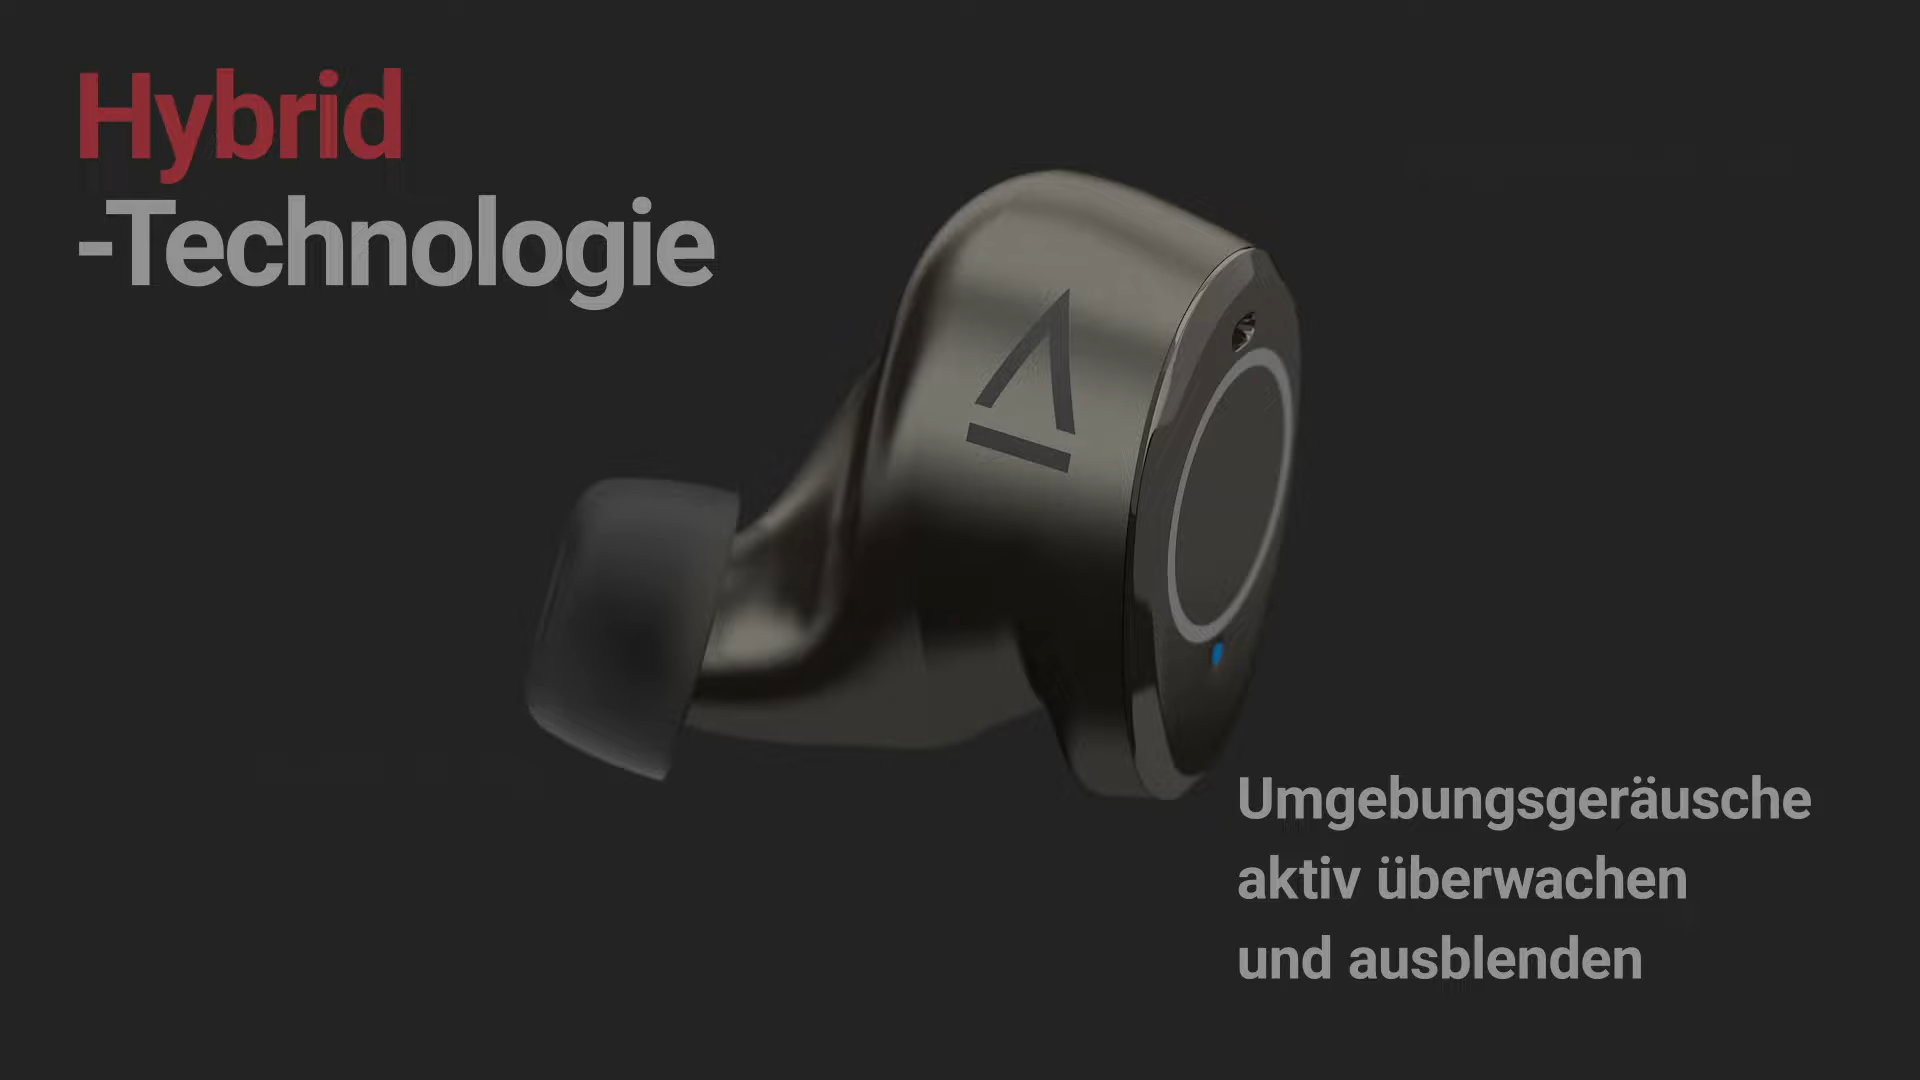 Hybrid
-Technologie
Umgebungsgeräusche
aktiv überwachen
und ausblenden